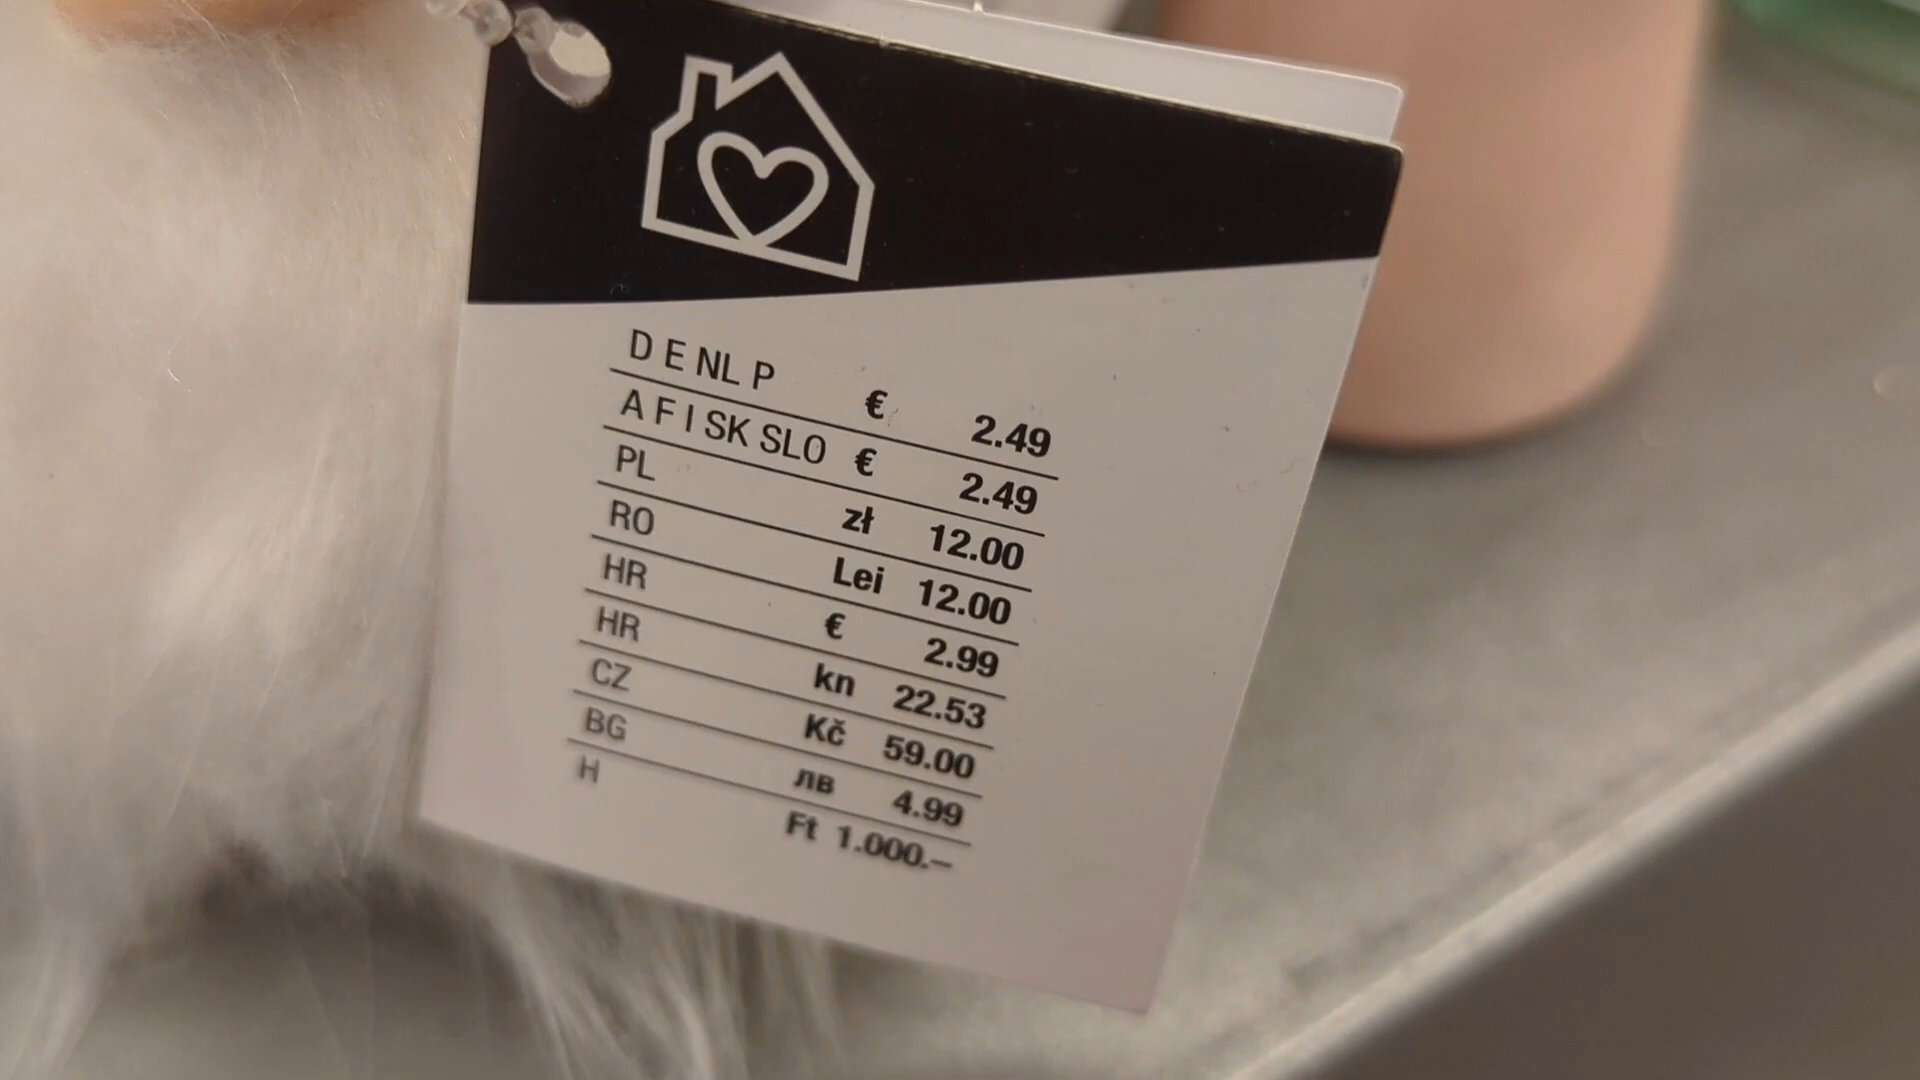 D E NL P € 2.49
A F I SK SLO € 2.49
PL zł 12.00
RO Lei 12.00
HR € 2.99
HR kn 22.53
CZ Kč 59.00
BG лв 4.99
H Ft 1.000.–